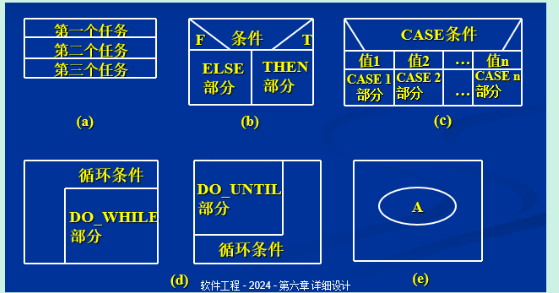 第一个任务
第二个任务
第三个任务
(a)
F 条件 T
ELSE 部分
THEN 部分
(b)
CASE条件
值1 值2 … 值n
CASE 1 部分
CASE 2 部分
…
CASE n 部分
(c)
循环条件
DO_WHILE
部分
DO_UNTIL
部分
循环条件
(d)
A
(e)
软件工程 - 2024 - 第六章 详细设计